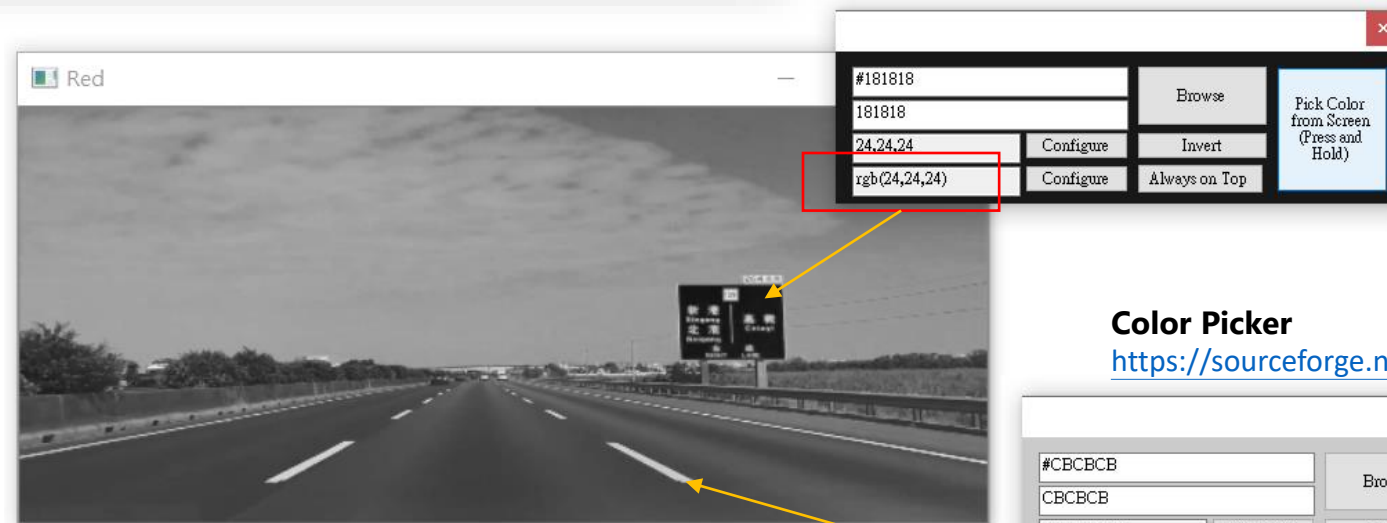 Red
#181818
181818
24,24,24
Configure
rgb(24,24,24)
Configure
Browse
Invert
Always on Top
Pick Color
from Screen
(Press and
Hold)
Color Picker
https://sourceforge.n
#CBCBCB
CBCBCB
Bro